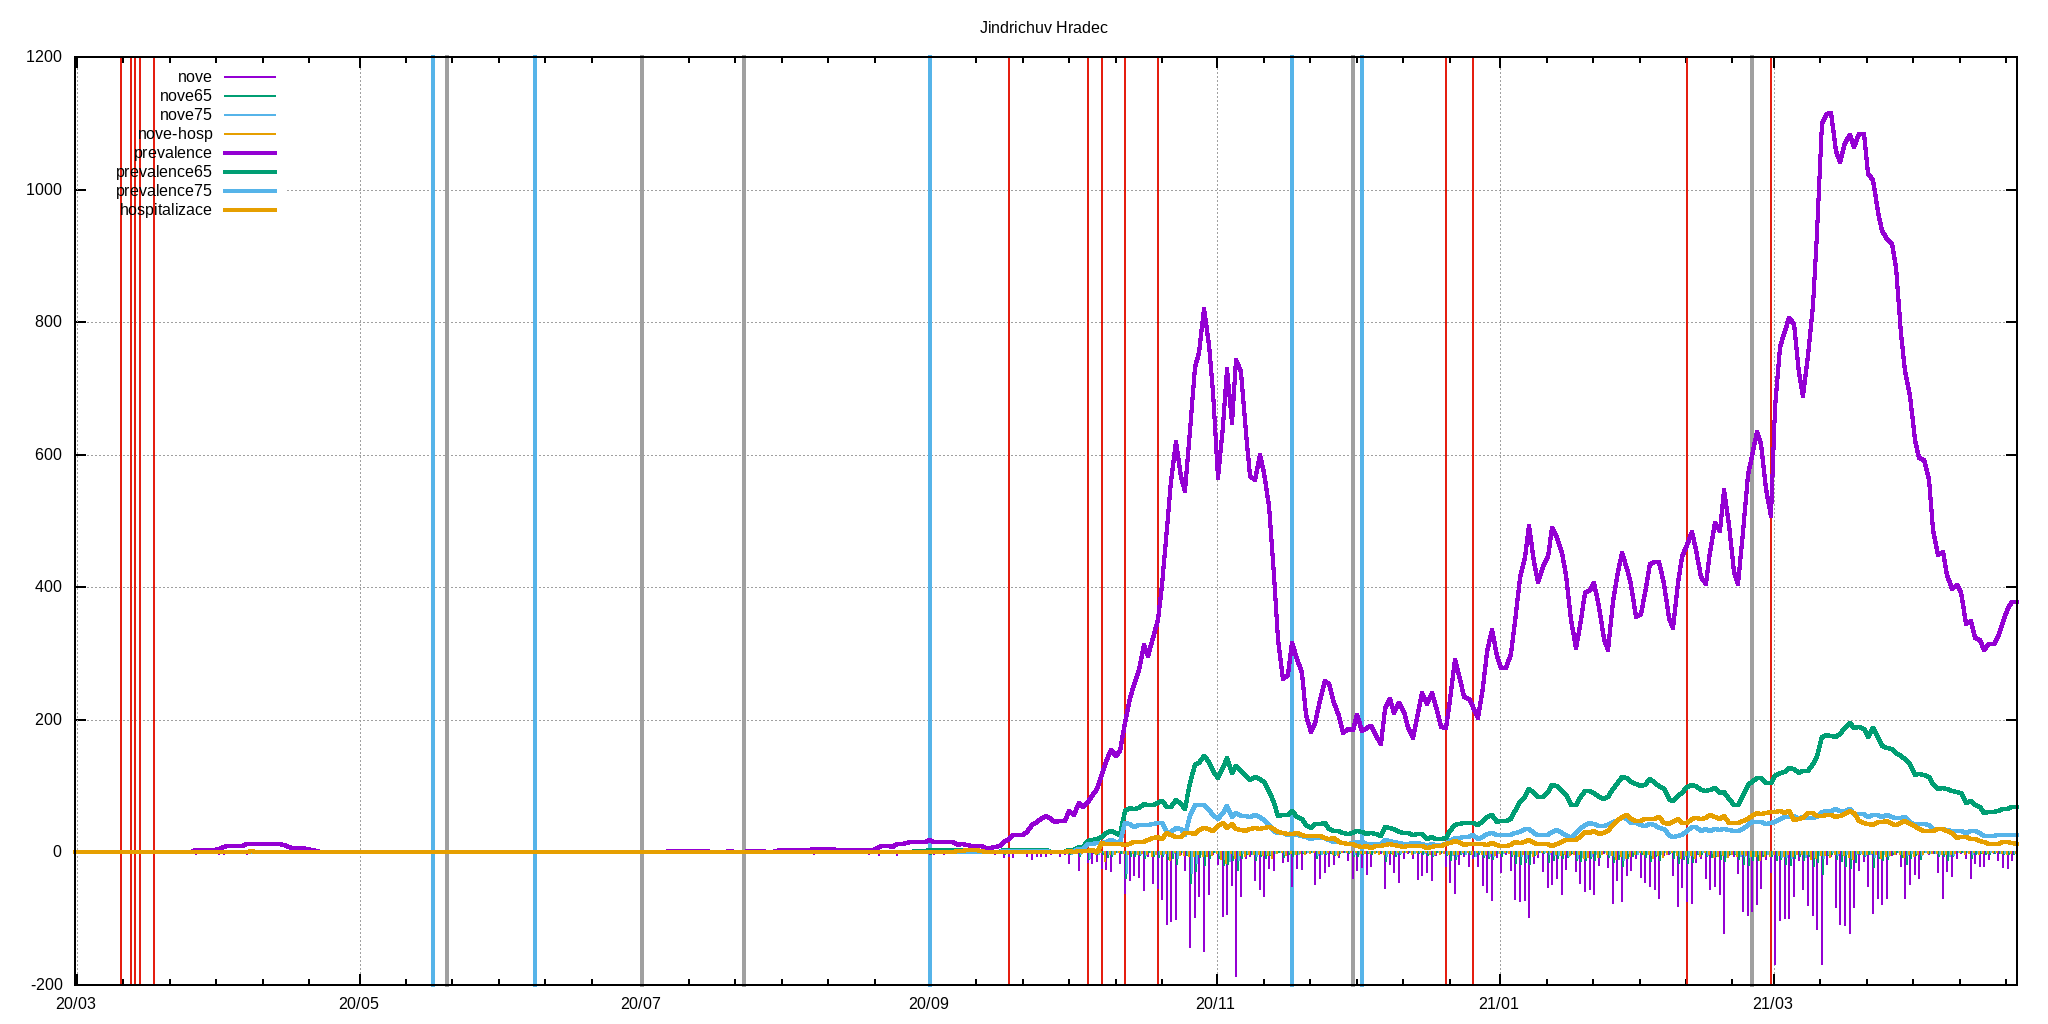 Jindrichuv Hradec
1200
1000
800
600
400
200
0
-200
nove
nove65
nove75
nove-hosp
prevalence
prevalence65
prevalence75
hospitalizace
20/03 20/05 20/07 20/09 20/11 21/01 21/03